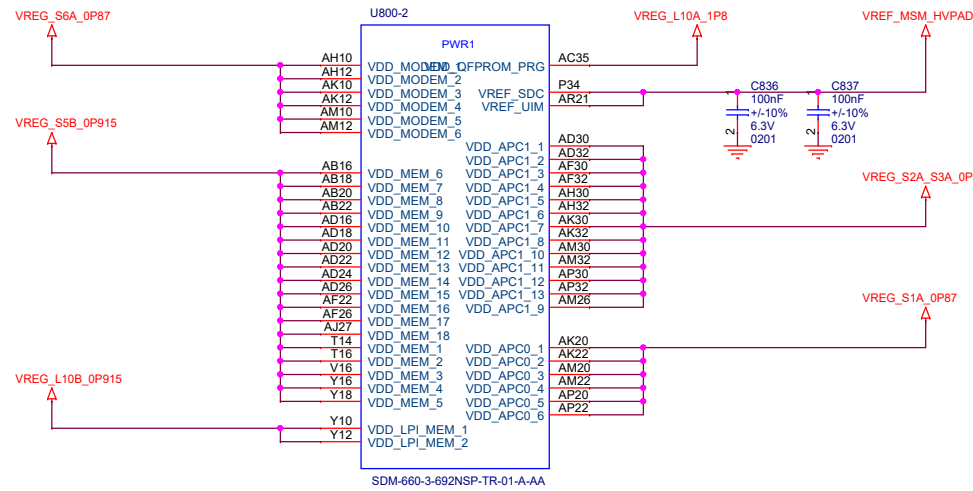 VREG_S6A_0P87
U800-2
VREG_L10A_1P8
VREF_MSM_HVPAD
PWR1
AH10 VDD_MODEM_1
AH12 VDD_MODEM_2
AK10 VDD_MODEM_3
AK12 VDD_MODEM_4
AM10 VDD_MODEM_5
AM12 VDD_MODEM_6
VDD_QFPROM_PRG AC35
VREF_SDC P34
VREF_UIM AR21
1
C836
100nF
+/-10%
6.3V
0201
2
1
C837
100nF
+/-10%
6.3V
0201
2
VREG_S5B_0P915
AB16 VDD_MEM_6
AB18 VDD_MEM_7
AB20 VDD_MEM_8
AB22 VDD_MEM_9
AD16 VDD_MEM_10
AD18 VDD_MEM_11
AD20 VDD_MEM_12
AD22 VDD_MEM_13
AD24 VDD_MEM_14
AD26 VDD_MEM_15
AF22 VDD_MEM_16
AF26 VDD_MEM_17
AJ27 VDD_MEM_18
T14 VDD_MEM_1
T16 VDD_MEM_2
V16 VDD_MEM_3
Y16 VDD_MEM_4
Y18 VDD_MEM_5
VDD_APC1_1 AD30
VDD_APC1_2 AD32
VDD_APC1_3 AF30
VDD_APC1_4 AF32
VDD_APC1_5 AH30
VDD_APC1_6 AH32
VDD_APC1_7 AK30
VDD_APC1_8 AK32
VDD_APC1_10 AM30
VDD_APC1_11 AM32
VDD_APC1_12 AP30
VDD_APC1_13 AP32
VDD_APC1_9 AM26
VREG_S2A_S3A_0P
VREG_S1A_0P87
VDD_APC0_1 AK20
VDD_APC0_2 AK22
VDD_APC0_3 AM20
VDD_APC0_4 AM22
VDD_APC0_5 AP20
VDD_APC0_6 AP22
VREG_L10B_0P915
Y10 VDD_LPI_MEM_1
Y12 VDD_LPI_MEM_2
SDM-660-3-692NSP-TR-01-A-AA